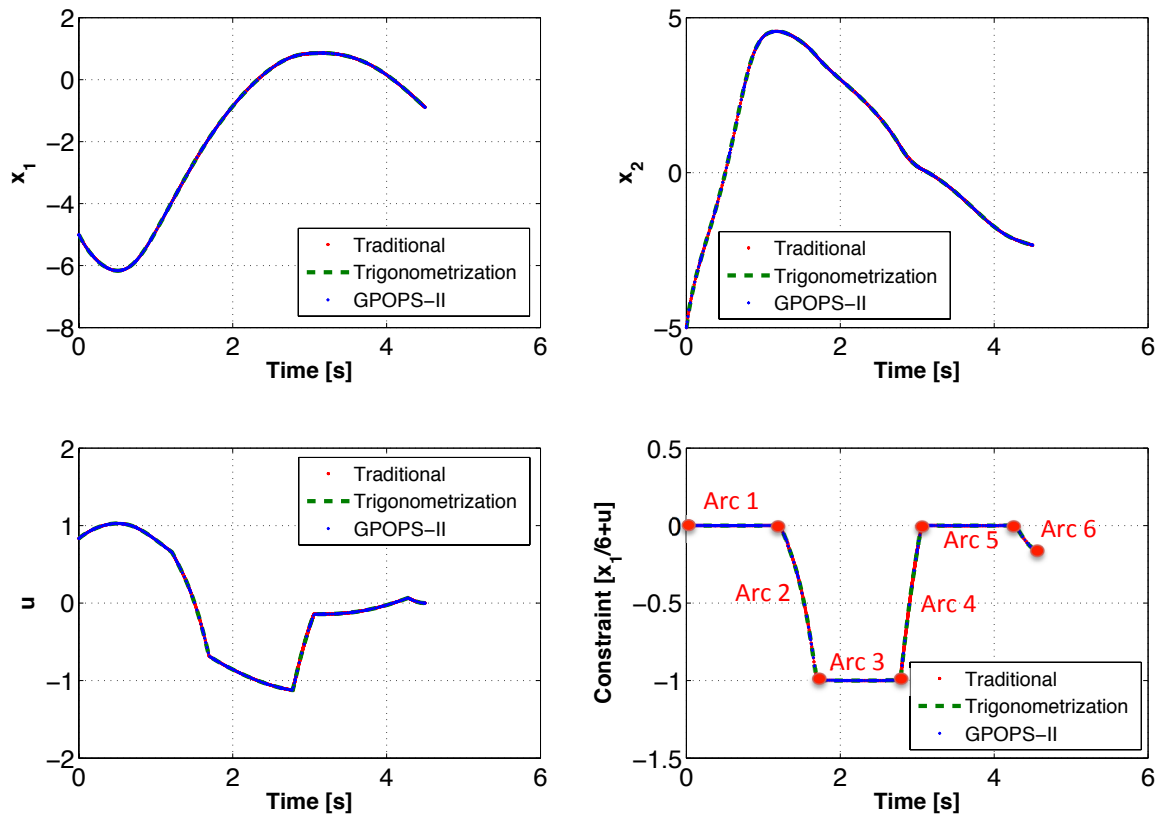 2
0
−2
−4
−6
−8
0
2
4
6
x_1
Time [s]
Traditional
Trigonometrization
GPOPS−II
5
0
−5
0
2
4
6
x_2
Time [s]
Traditional
Trigonometrization
GPOPS−II
2
1
0
−1
−2
0
2
4
6
u
Time [s]
Traditional
Trigonometrization
GPOPS−II
0.5
0
−0.5
−1
−1.5
0
2
4
6
Constraint [x_1/6+u]
Time [s]
Arc 1
Arc 2
Arc 3
Arc 4
Arc 5
Arc 6
Traditional
Trigonometrization
GPOPS−II